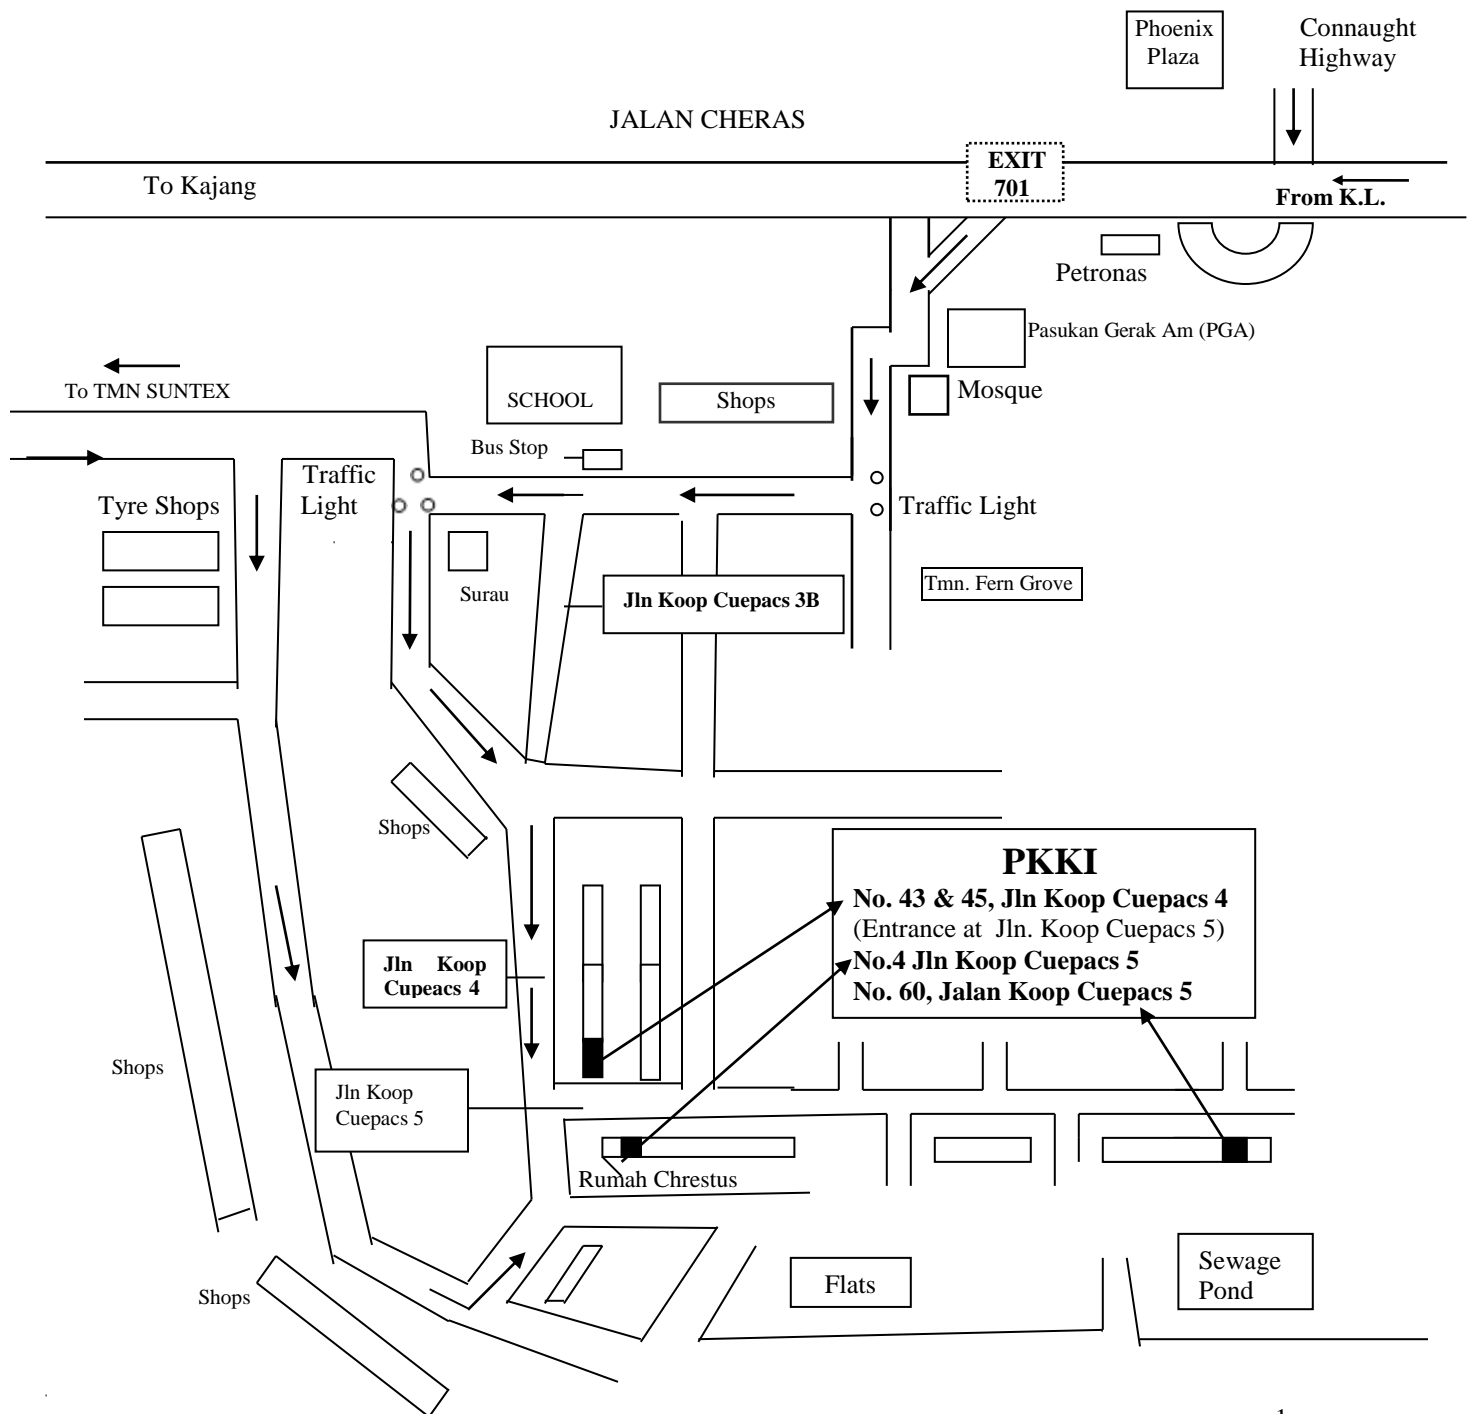 Phoenix
Plaza
Connaught
Highway
JALAN CHERAS
EXIT
701
To Kajang
From K.L.
Petronas
Pasukan Gerak Am (PGA)
To TMN SUNTEX
SCHOOL
Shops
Mosque
Bus Stop
Traffic
Light
Tyre Shops
Traffic Light
Surau
Jln Koop Cuepacs 3B
Tmn. Fern Grove
Shops
PKKI
No. 43 & 45, Jln Koop Cuepacs 4
(Entrance at Jln. Koop Cuepacs 5)
No.4 Jln Koop Cuepacs 5
No. 60, Jalan Koop Cuepacs 5
Jln Koop
Cupeacs 4
Shops
Jln Koop
Cuepacs 5
Rumah Chrestus
Shops
Flats
Sewage
Pond
1